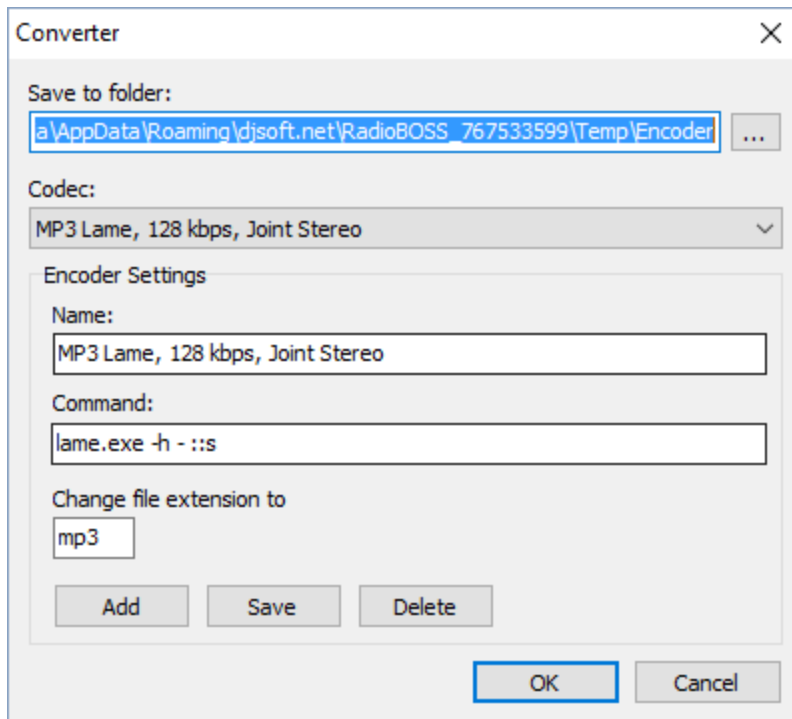 Converter
Save to folder:
a\AppData\Roaming\djsoft.net\RadioBOSS_767533599\Temp\Encoder
...
Codec:
MP3 Lame, 128 kbps, Joint Stereo
Encoder Settings
Name:
MP3 Lame, 128 kbps, Joint Stereo
Command:
lame.exe -h - ::s
Change file extension to
mp3
Add Save Delete
OK Cancel